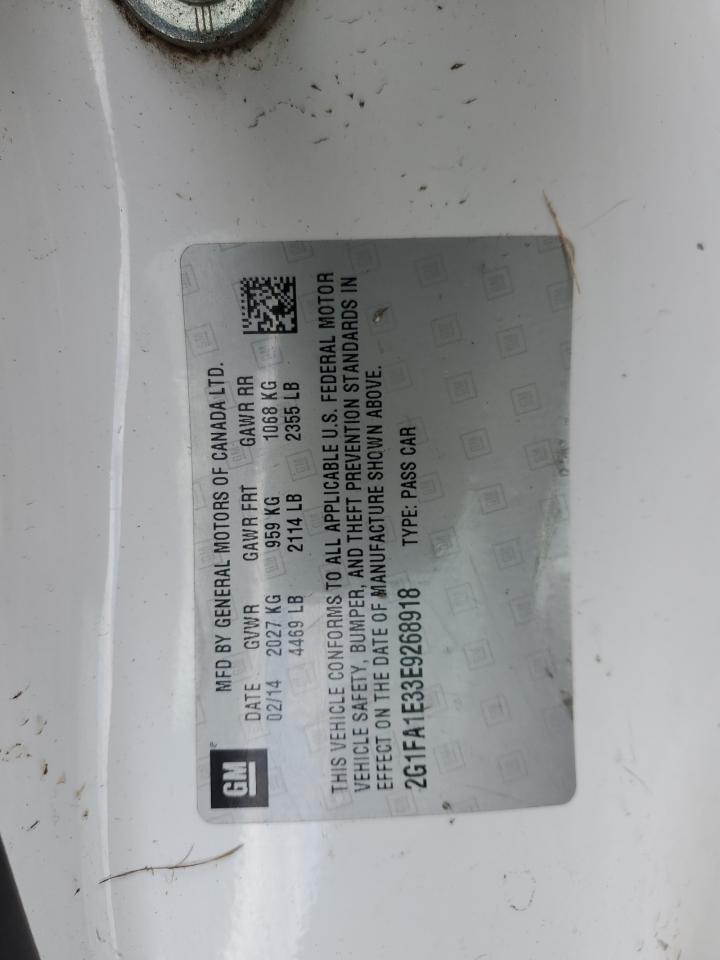 GM
MFD BY GENERAL MOTORS OF CANADA LTD.
DATE GVWR GAWR FRT GAWR RR
02/14 2027 KG 959 KG 1068 KG
4469 LB 2114 LB 2355 LB
THIS VEHICLE CONFORMS TO ALL APPLICABLE U.S. FEDERAL MOTOR
VEHICLE SAFETY, BUMPER, AND THEFT PREVENTION STANDARDS IN
EFFECT ON THE DATE OF MANUFACTURE SHOWN ABOVE.
2G1FA1E33E9268918 TYPE: PASS CAR